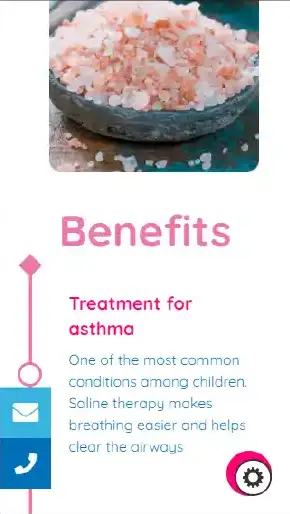 Benefits
Treatment for
asthma
One of the most common
conditions among children.
Saline therapy makes
breathing easier and helps
clear the airways